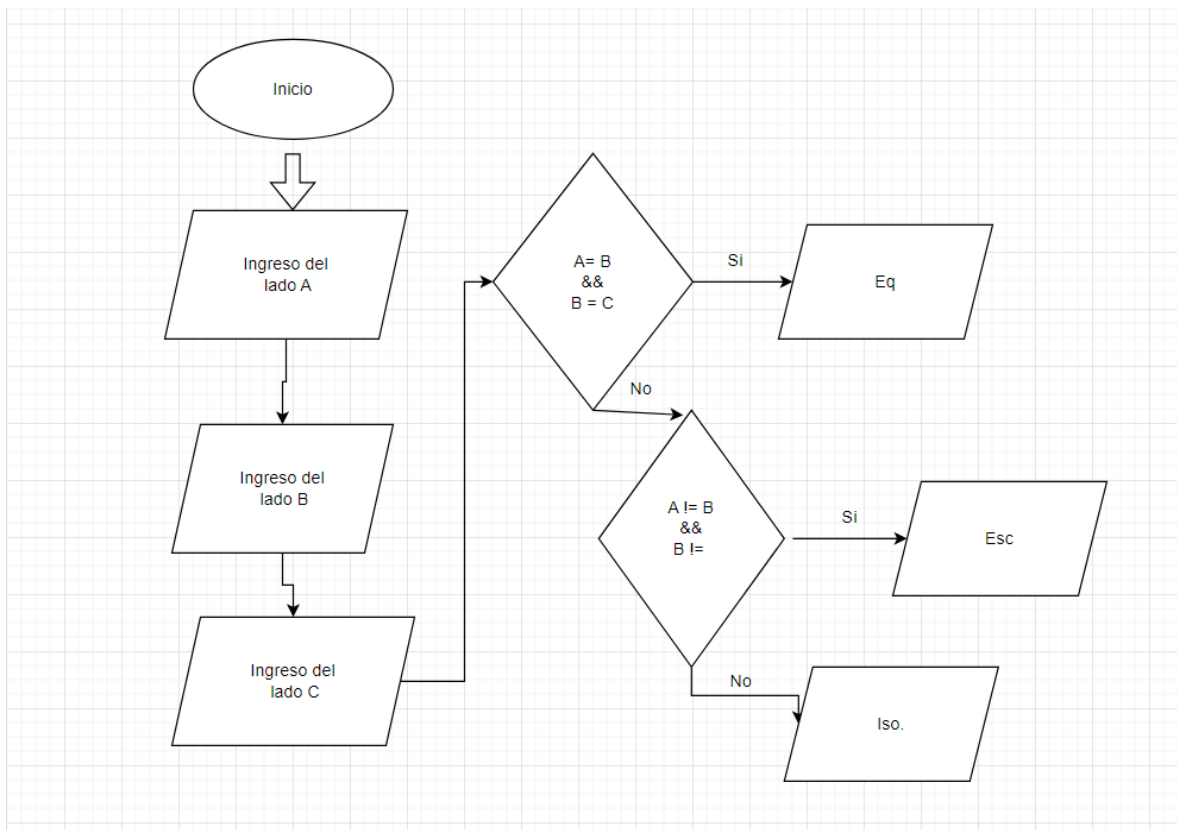 Inicio
Ingreso del
lado A
Ingreso del
lado B
Ingreso del
lado C
A= B
&&
B = C
Si
Eq
No
A != B
&&
B !=
Si
Esc
No
Iso.